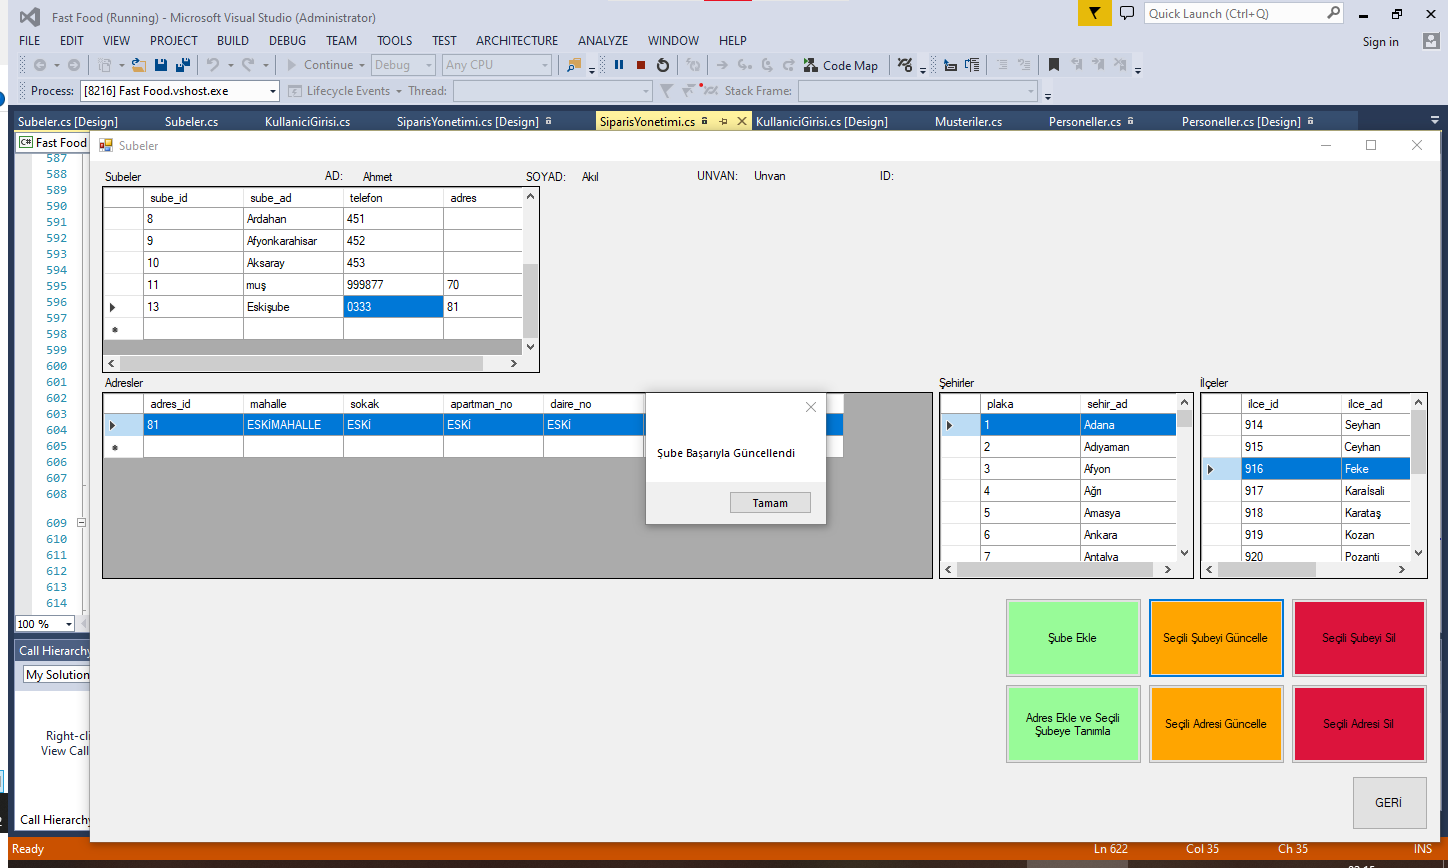 Fast Food (Running) - Microsoft Visual Studio (Administrator)
Quick Launch (Ctrl+Q)
FILE EDIT VIEW PROJECT BUILD DEBUG TEAM TOOLS TEST ARCHITECTURE ANALYZE WINDOW HELP
Sign in
Continue Debug Any CPU Code Map
Process: [8216] Fast Food.vshost.exe Lifecycle Events Thread: Stack Frame:
Subeler.cs [Design] Subeler.cs KullaniciGirisi.cs SiparisYonetimi.cs [Design] SiparisYonetimi.cs KullaniciGirisi.cs [Design] Musteriler.cs Personeller.cs Personeller.cs [Design]
C# Fast Food
Subeler
587
588
589
590
591
592
593
594
595
596
597
598
599
600
601
602
603
604
605
606
607
608
609
610
611
612
613
614
100 %
Call Hierarchy
My Solution
Right-cli
View Call
Call Hierarchy
Subeler AD: Ahmet SOYAD: Akıl UNVAN: Unvan ID:
sube_id sube_ad telefon adres
8 Ardahan 451
9 Afyonkarahisar 452
10 Aksaray 453
11 muş 999877 70
13 Eskişube 0333 81
Adresler
adres_id mahalle sokak apartman_no daire_no
81 ESKİMAHALLE ESKİ ESKİ ESKİ
Şube Başarıyla Güncellendi
Tamam
Şehirler
plaka sehir_ad
1 Adana
2 Adıyaman
3 Afyon
4 Ağrı
5 Amasya
6 Ankara
7 Antalya
İlçeler
ilce_id ilce_ad
914 Seyhan
915 Ceyhan
916 Feke
917 Karaİsali
918 Karataş
919 Kozan
920 Pozanti
Şube Ekle
Seçili Şubeyi Güncelle
Seçili Şubeyi Sil
Adres Ekle ve Seçili
Şubeye Tanımla
Seçili Adresi Güncelle
Seçili Adresi Sil
GERİ
Ready Ln 622 Col 35 Ch 35 INS